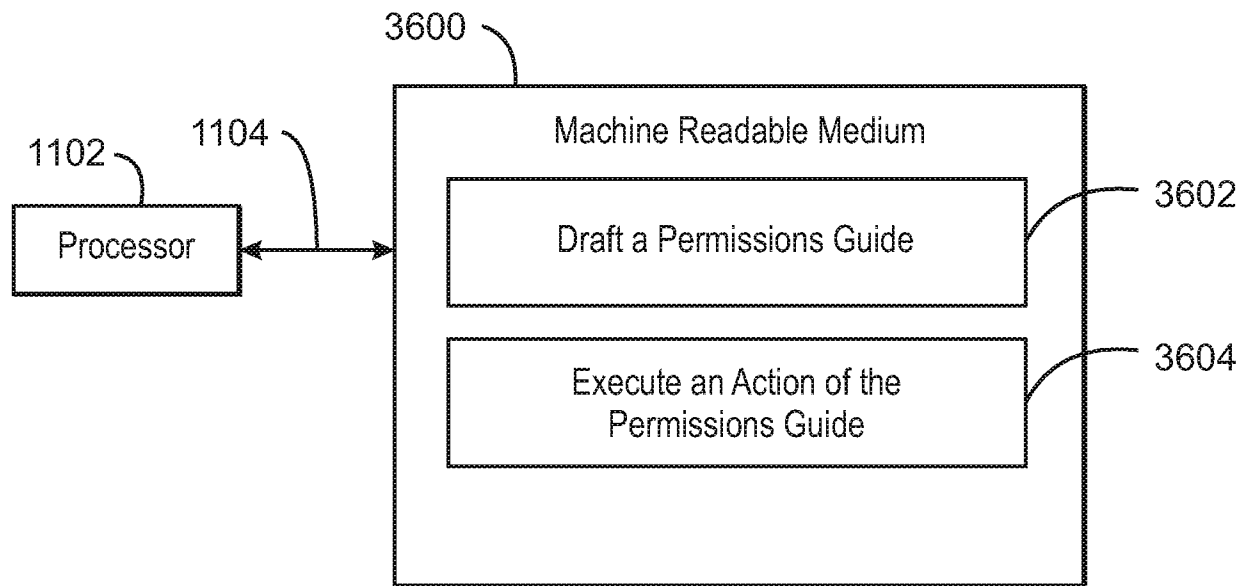 3600
1104
1102
Machine Readable Medium
3602
Processor
Draft a Permissions Guide
3604
Execute an Action of the
Permissions Guide